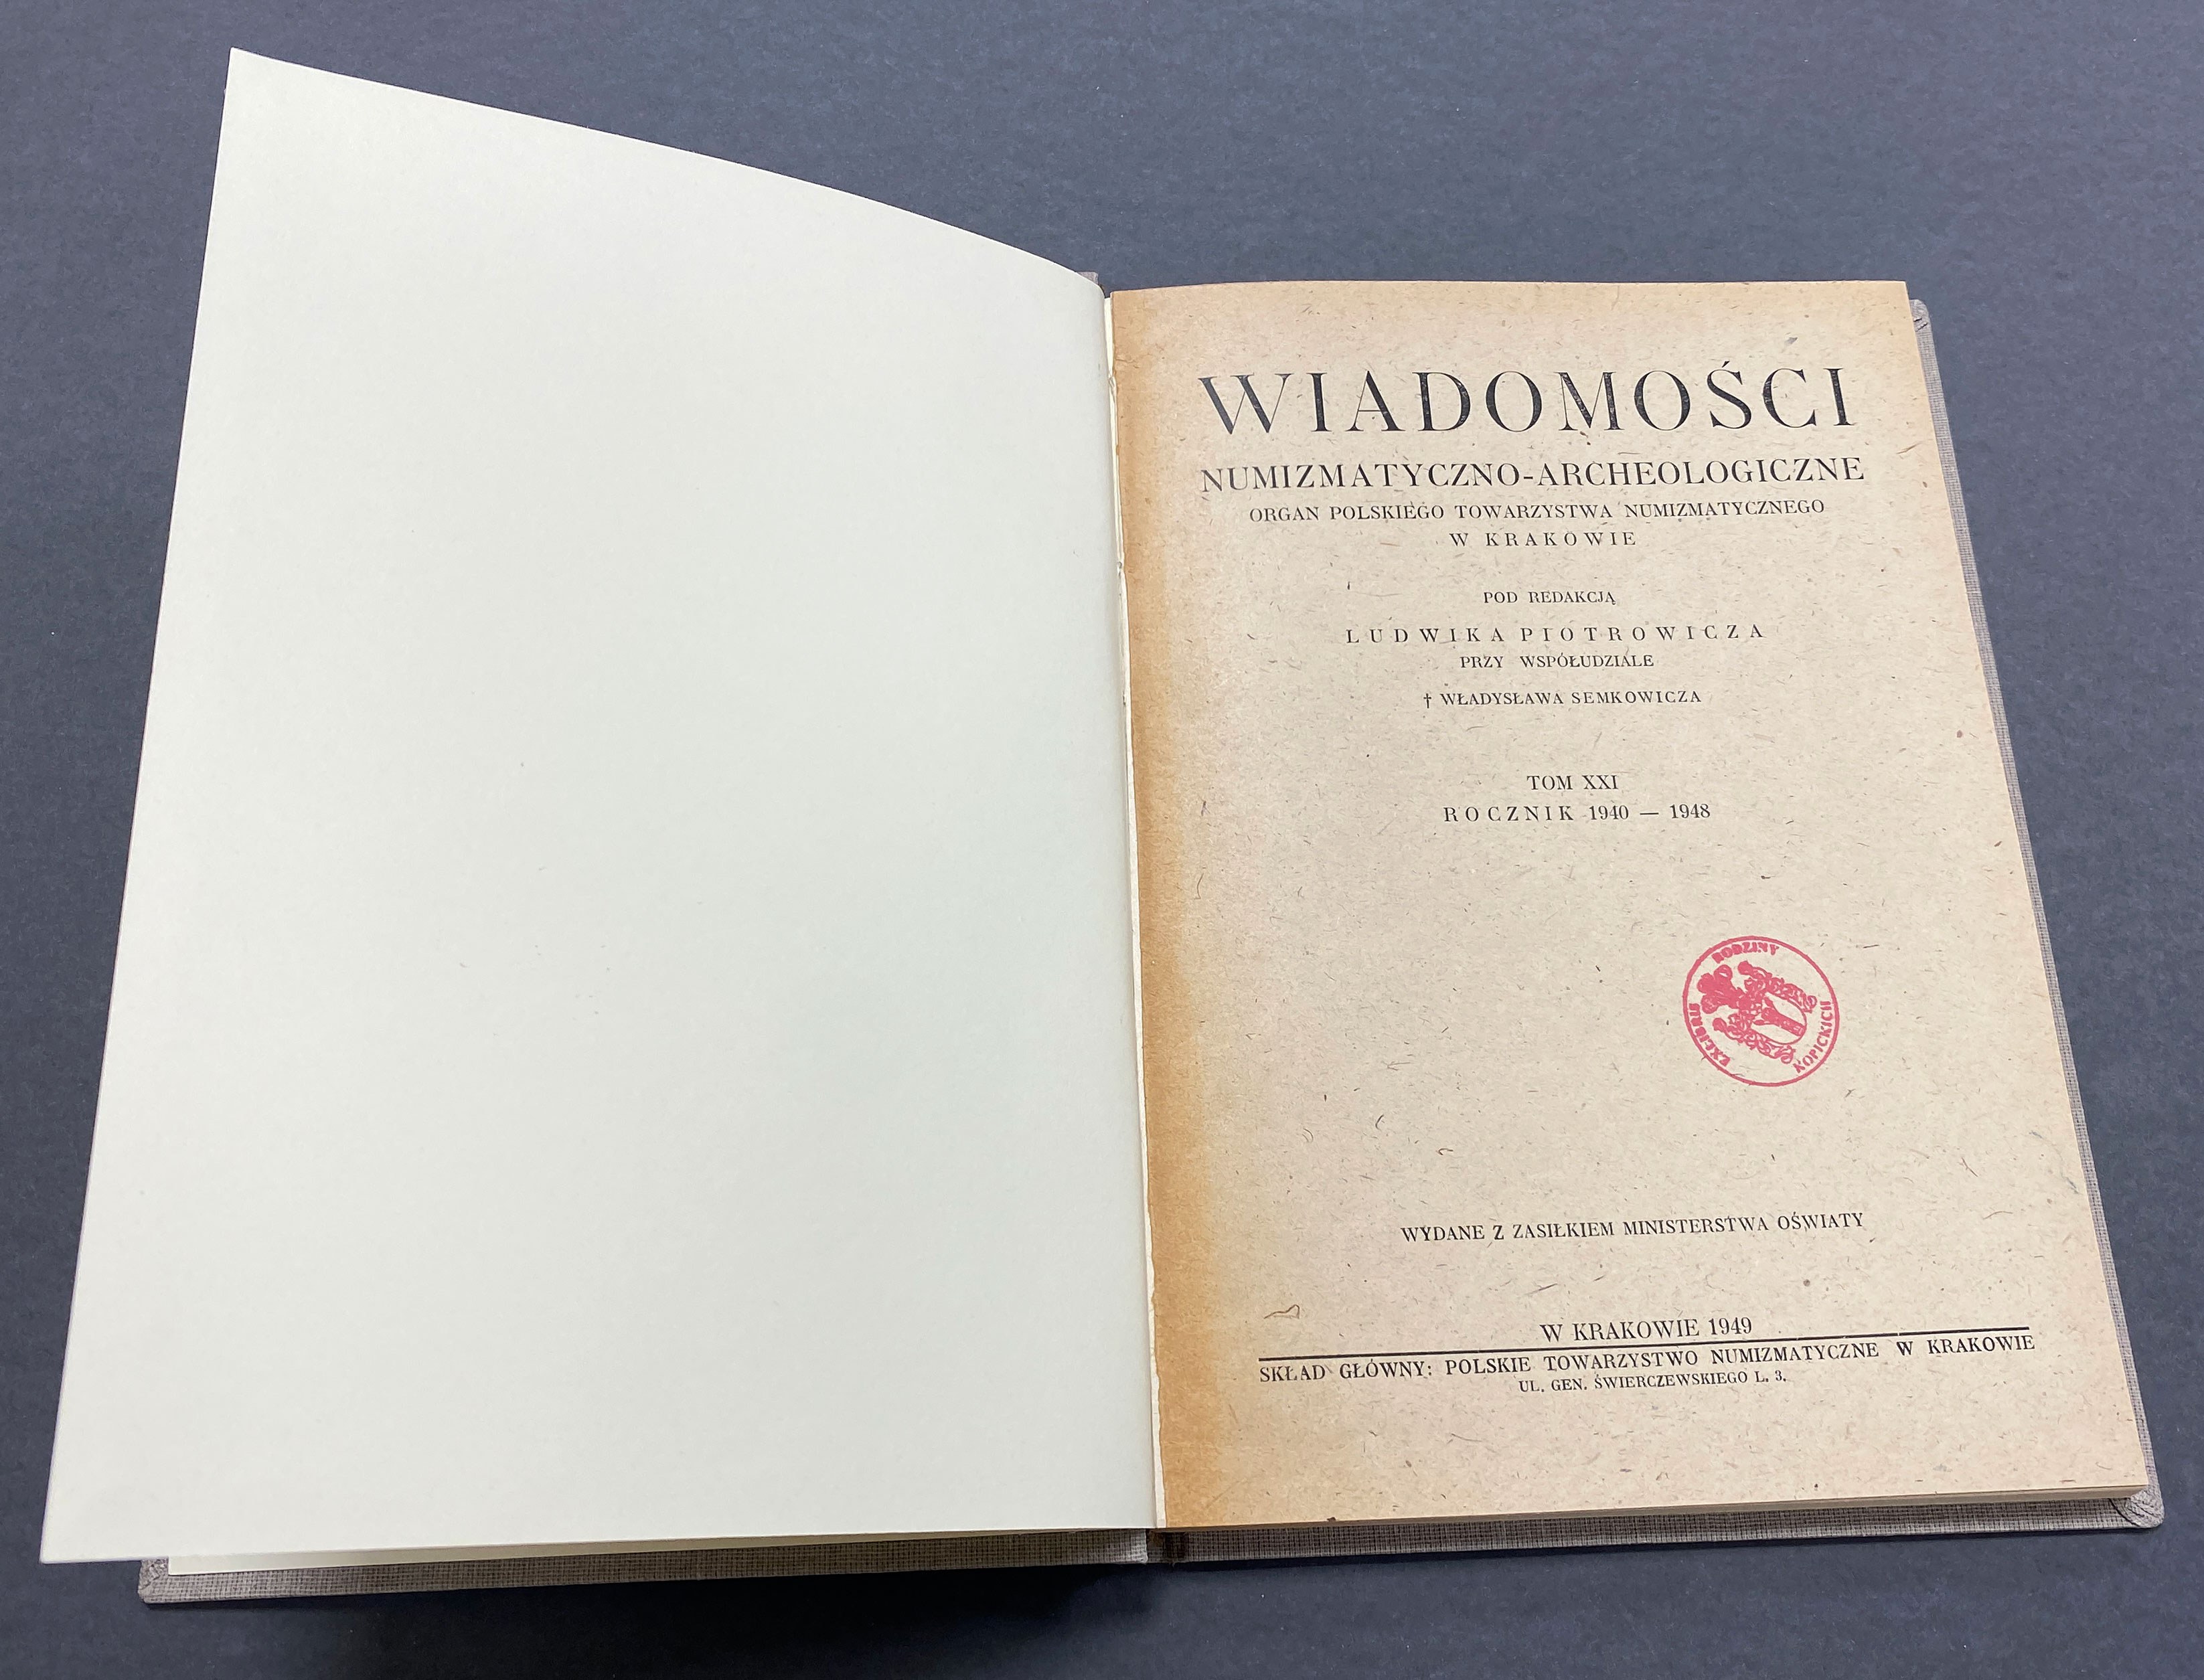 WIADOMOŚCI
NUMIZMATYCZNO-ARCHEOLOGICZNE
ORGAN POLSKIEGO TOWARZYSTWA NUMIZMATYCZNEGO
W KRAKOWIE
POD REDAKCJĄ
LUDWIKA PIOTROWICZA
PRZY WSPÓŁUDZIALE
† WŁADYSŁAWA SEMKOWICZA
TOM XXI
ROCZNIK 1940 — 1948
EXLIBRIS RODZINY KOPICKICH
WYDANE Z ZASIŁKIEM MINISTERSTWA OŚWIATY
W KRAKOWIE 1949
SKŁAD GŁÓWNY: POLSKIE TOWARZYSTWO NUMIZMATYCZNE W KRAKOWIE
UL. GEN. ŚWIERCZEWSKIEGO L. 3.